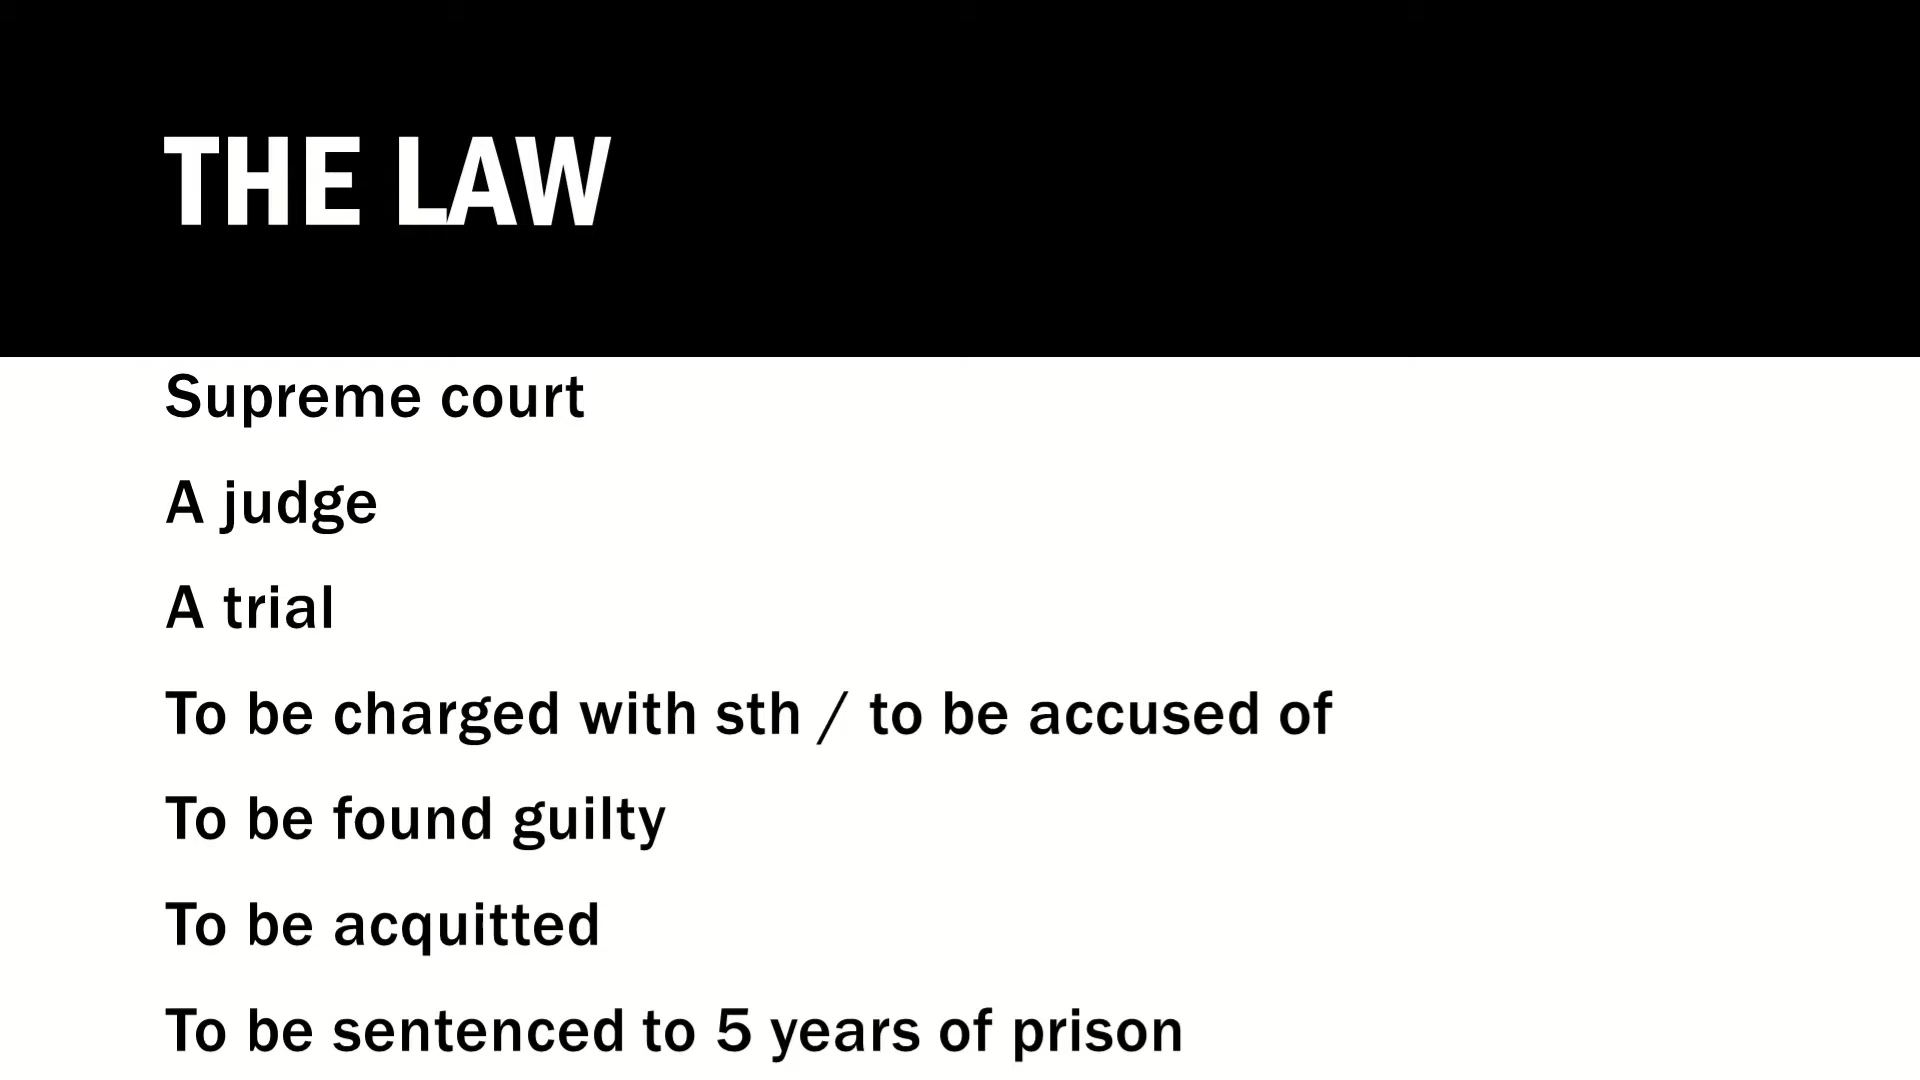 THE LAW
Supreme court
A judge
A trial
To be charged with sth / to be accused of
To be found guilty
To be acquitted
To be sentenced to 5 years of prison